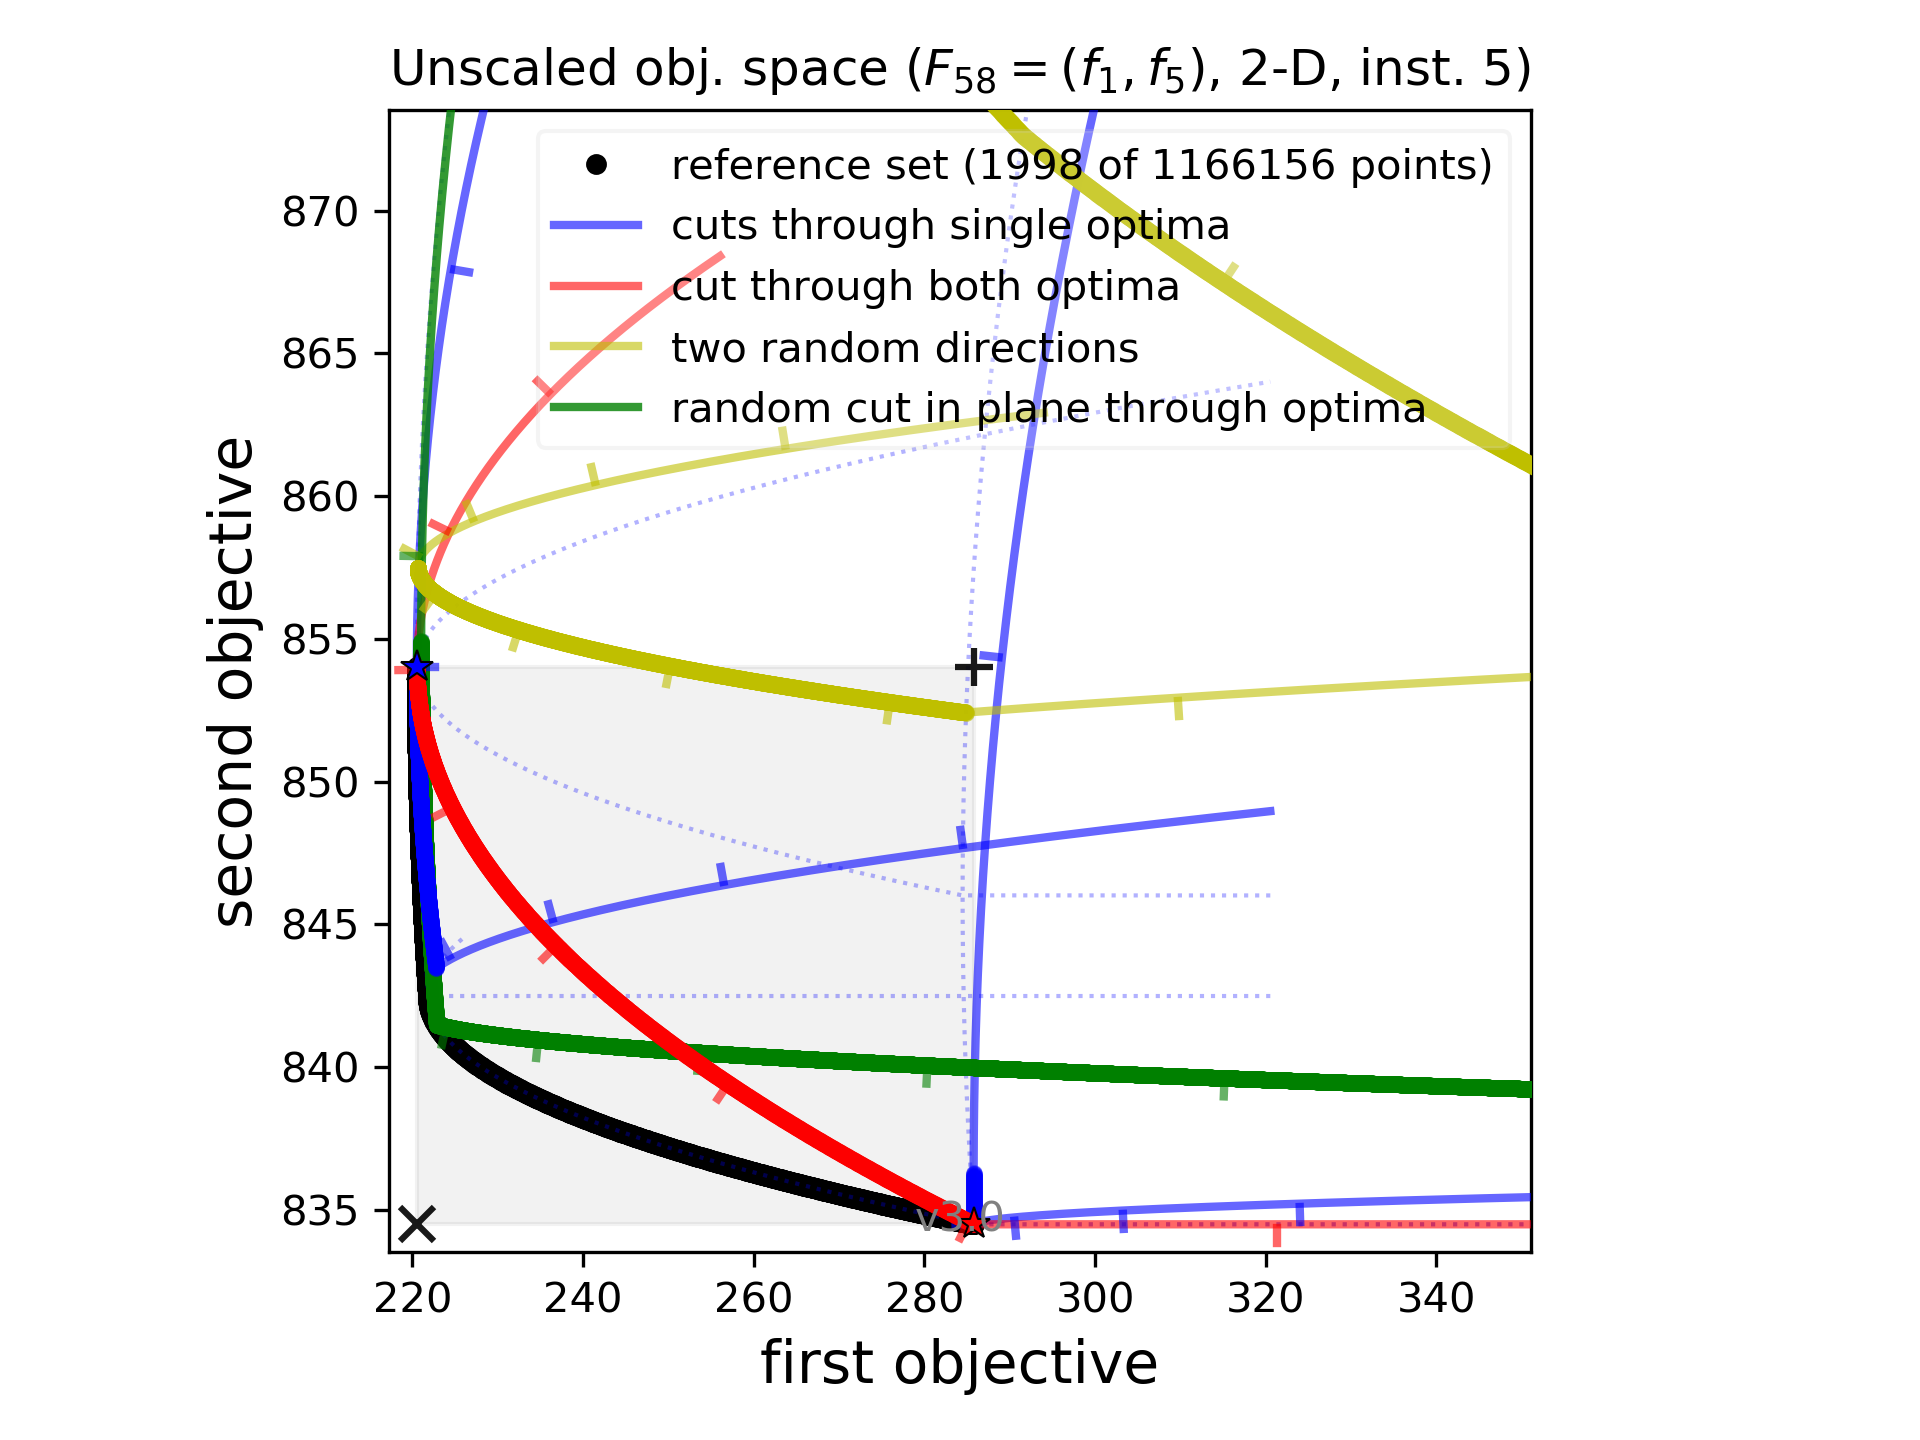 Unscaled obj. space (F₅₈ = (f₁, f₅), 2-D, inst. 5)
reference set (1998 of 1166156 points)
cuts through single optima
cut through both optima
two random directions
random cut in plane through optima
870
865
860
855
850
845
840
835
second objective
v3.0
220 240 260 280 300 320 340
first objective